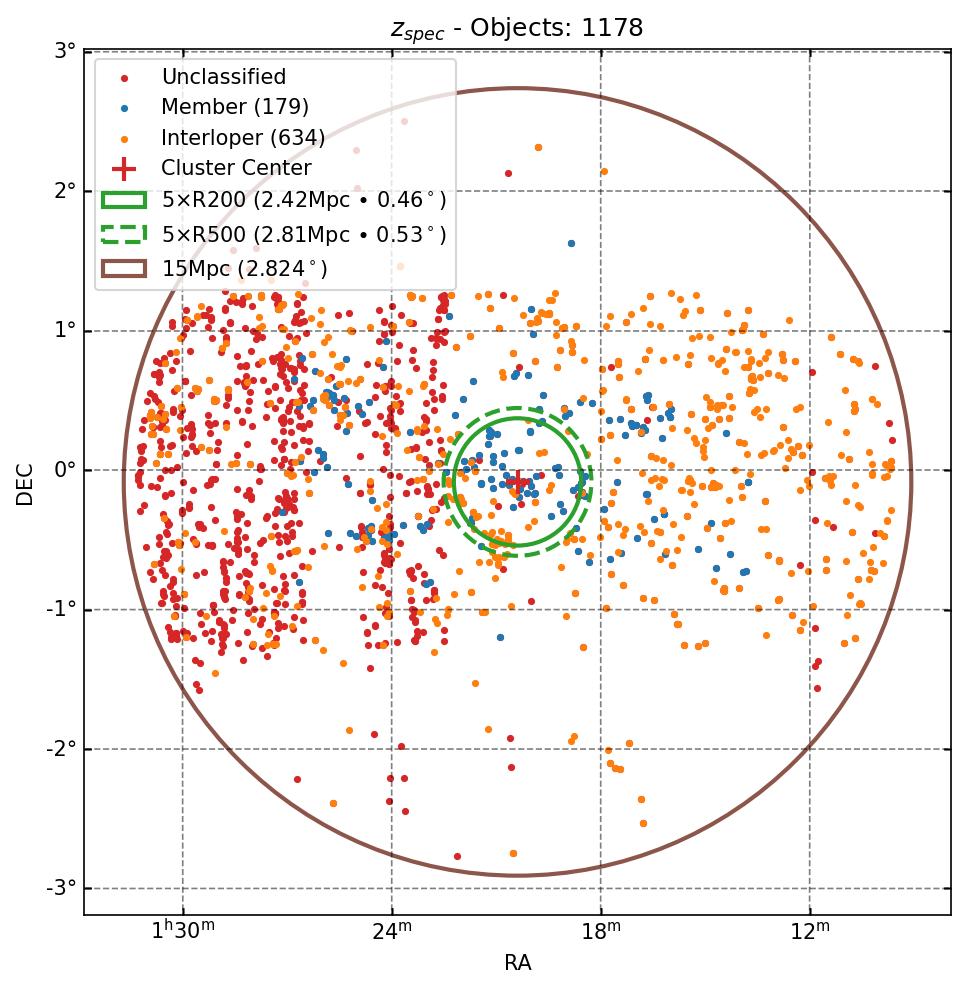 z_spec - Objects: 1178
Unclassified
Member (179)
Interloper (634)
Cluster Center
5×R200 (2.42Mpc • 0.46°)
5×R500 (2.81Mpc • 0.53°)
15Mpc (2.824°)
3°
2°
1°
0°
-1°
-2°
-3°
DEC
1ʰ30ᵐ 24ᵐ 18ᵐ 12ᵐ
RA